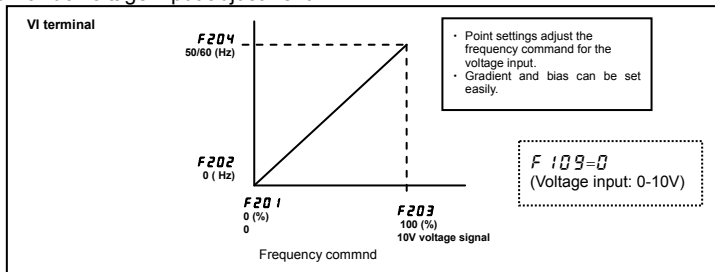 VI terminal
F204
50/60 (Hz)
F202
0 ( Hz)
F201
0 (%)
0
F203
100 (%)
10V voltage signal
Frequency commnd
・ Point settings adjust the
frequency command for the
voltage input.
・ Gradient and bias can be set
easily.
F109=0
(Voltage input: 0-10V)